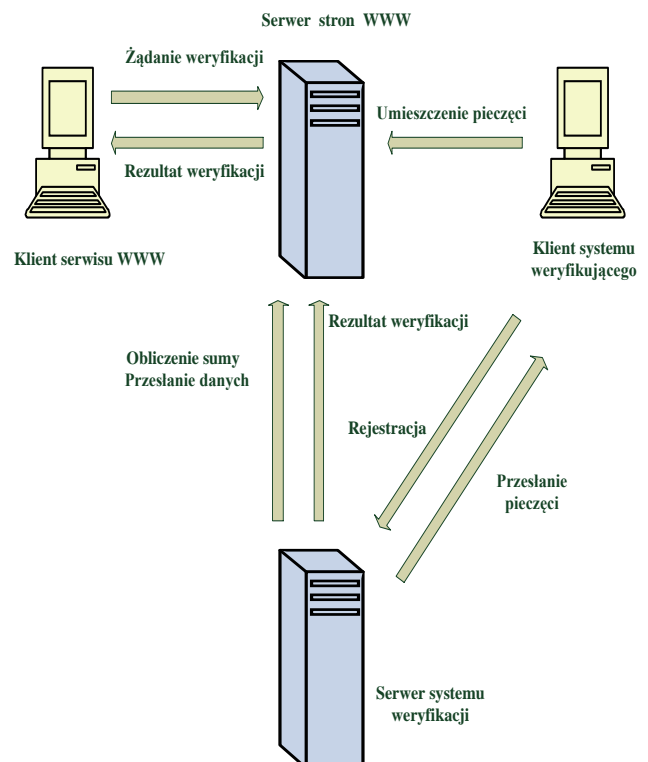 Serwer stron WWW
Żądanie weryfikacji
Umieszczenie pieczęci
Rezultat weryfikacji
Klient serwisu WWW
Klient systemu
weryfikującego
Rezultat weryfikacji
Obliczenie sumy
Przesłanie danych
Rejestracja
Przesłanie
pieczęci
Serwer systemu
weryfikacji